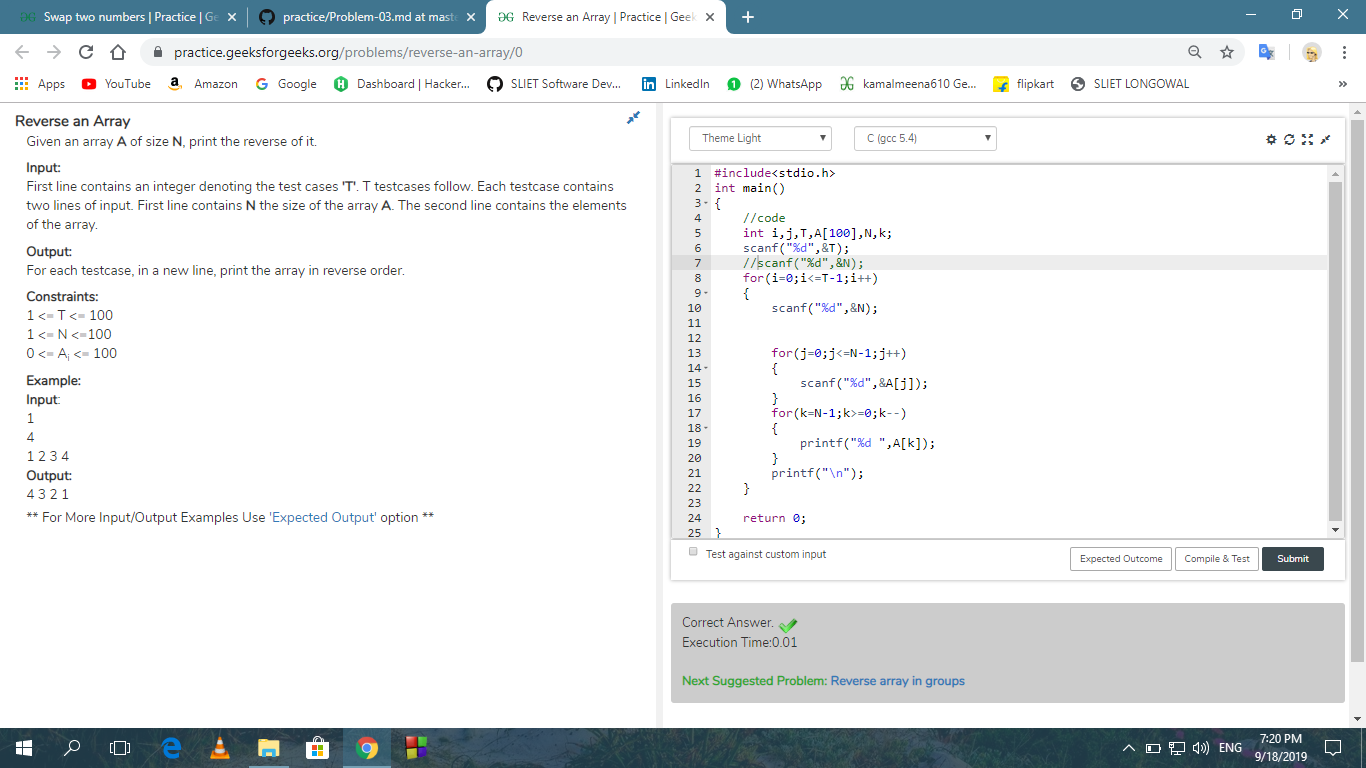 Swap two numbers | Practice | Ge
practice/Problem-03.md at maste
Reverse an Array | Practice | Geek
practice.geeksforgeeks.org/problems/reverse-an-array/0
Apps YouTube Amazon Google Dashboard | Hacker... SLIET Software Dev... LinkedIn (2) WhatsApp kamalmeena610 Ge... flipkart SLIET LONGOWAL »
Reverse an Array
Given an array A of size N, print the reverse of it.
Input:
First line contains an integer denoting the test cases 'T'. T testcases follow. Each testcase contains
two lines of input. First line contains N the size of the array A. The second line contains the elements
of the array.
Output:
For each testcase, in a new line, print the array in reverse order.
Constraints:
1 <= T <= 100
1 <= N <=100
0 <= Ai <= 100
Example:
Input:
1
4
1 2 3 4
Output:
4 3 2 1
** For More Input/Output Examples Use 'Expected Output' option **
Theme Light C (gcc 5.4)
1 #include<stdio.h>
2 int main()
3 {
4 //code
5 int i,j,T,A[100],N,k;
6 scanf("%d",&T);
7 //scanf("%d",&N);
8 for(i=0;i<=T-1;i++)
9 {
10 scanf("%d",&N);
11
12
13 for(j=0;j<=N-1;j++)
14 {
15 scanf("%d",&A[j]);
16 }
17 for(k=N-1;k>=0;k--)
18 {
19 printf("%d ",A[k]);
20 }
21 printf("\n");
22 }
23
24 return 0;
25 }
Test against custom input
Expected Outcome Compile & Test Submit
Correct Answer.
Execution Time:0.01
Next Suggested Problem: Reverse array in groups
ENG
7:20 PM
9/18/2019